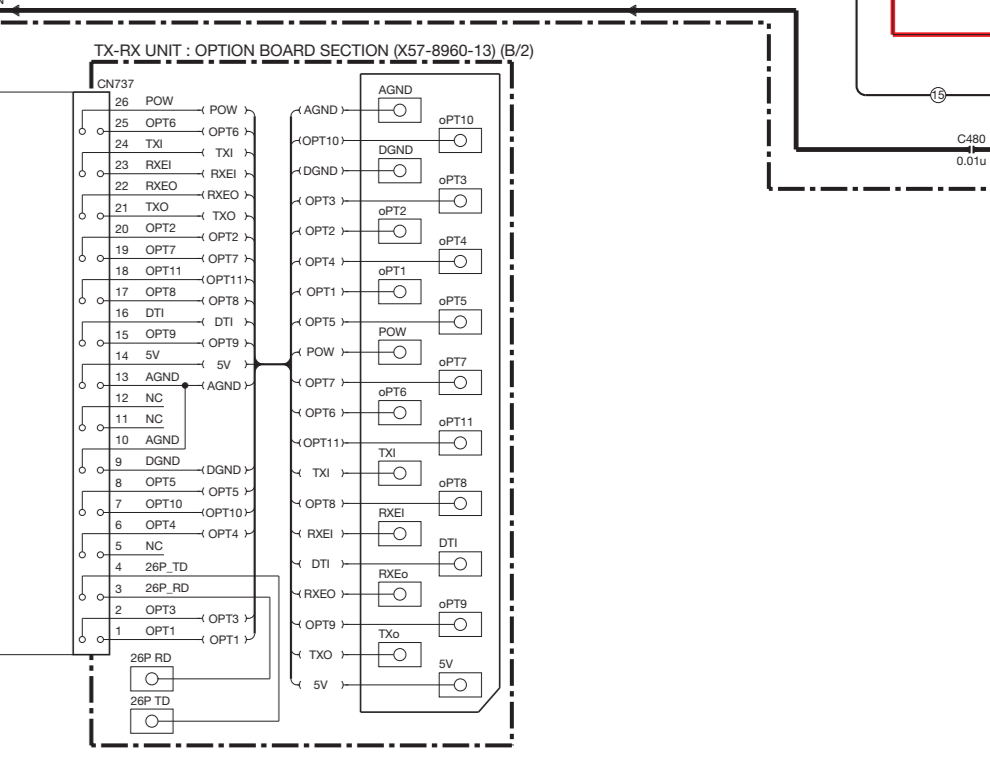 TX-RX UNIT : OPTION BOARD SECTION (X57-8960-13) (B/2)
CN737
26 POW POW
25 OPT6 OPT6
24 TXI TXI
23 RXEI RXEI
22 RXEO RXEO
21 TXO TXO
20 OPT2 OPT2
19 OPT7 OPT7
18 OPT11 OPT11
17 OPT8 OPT8
16 DTI DTI
15 OPT9 OPT9
14 5V 5V
13 AGND AGND
12 NC
11 NC
10 AGND
9 DGND DGND
8 OPT5 OPT5
7 OPT10 OPT10
6 OPT4 OPT4
5 NC
4 26P_TD
3 26P_RD
2 OPT3 OPT3
1 OPT1 OPT1
26P RD
26P TD
AGND AGND
OPT10 oPT10
DGND DGND
OPT3 oPT3
OPT2 oPT2
OPT4 oPT4
OPT1 oPT1
OPT5 oPT5
POW POW
OPT7 oPT7
OPT6 oPT6
OPT11 oPT11
TXI TXI
OPT8 oPT8
RXEI RXEI
DTI DTI
RXEO RXEo
OPT9 oPT9
TXO TXo
5V 5V
15
C480
0.01u